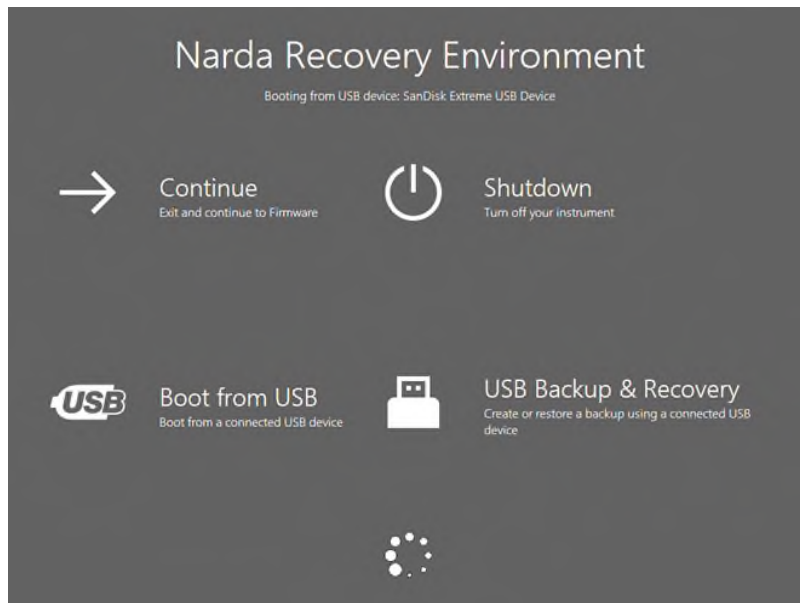 Narda Recovery Environment
Booting from USB device: SanDisk Extreme USB Device
Continue
Exit and continue to Firmware
Shutdown
Turn off your instrument
USB
Boot from USB
Boot from a connected USB device
USB Backup & Recovery
Create or restore a backup using a connected USB
device